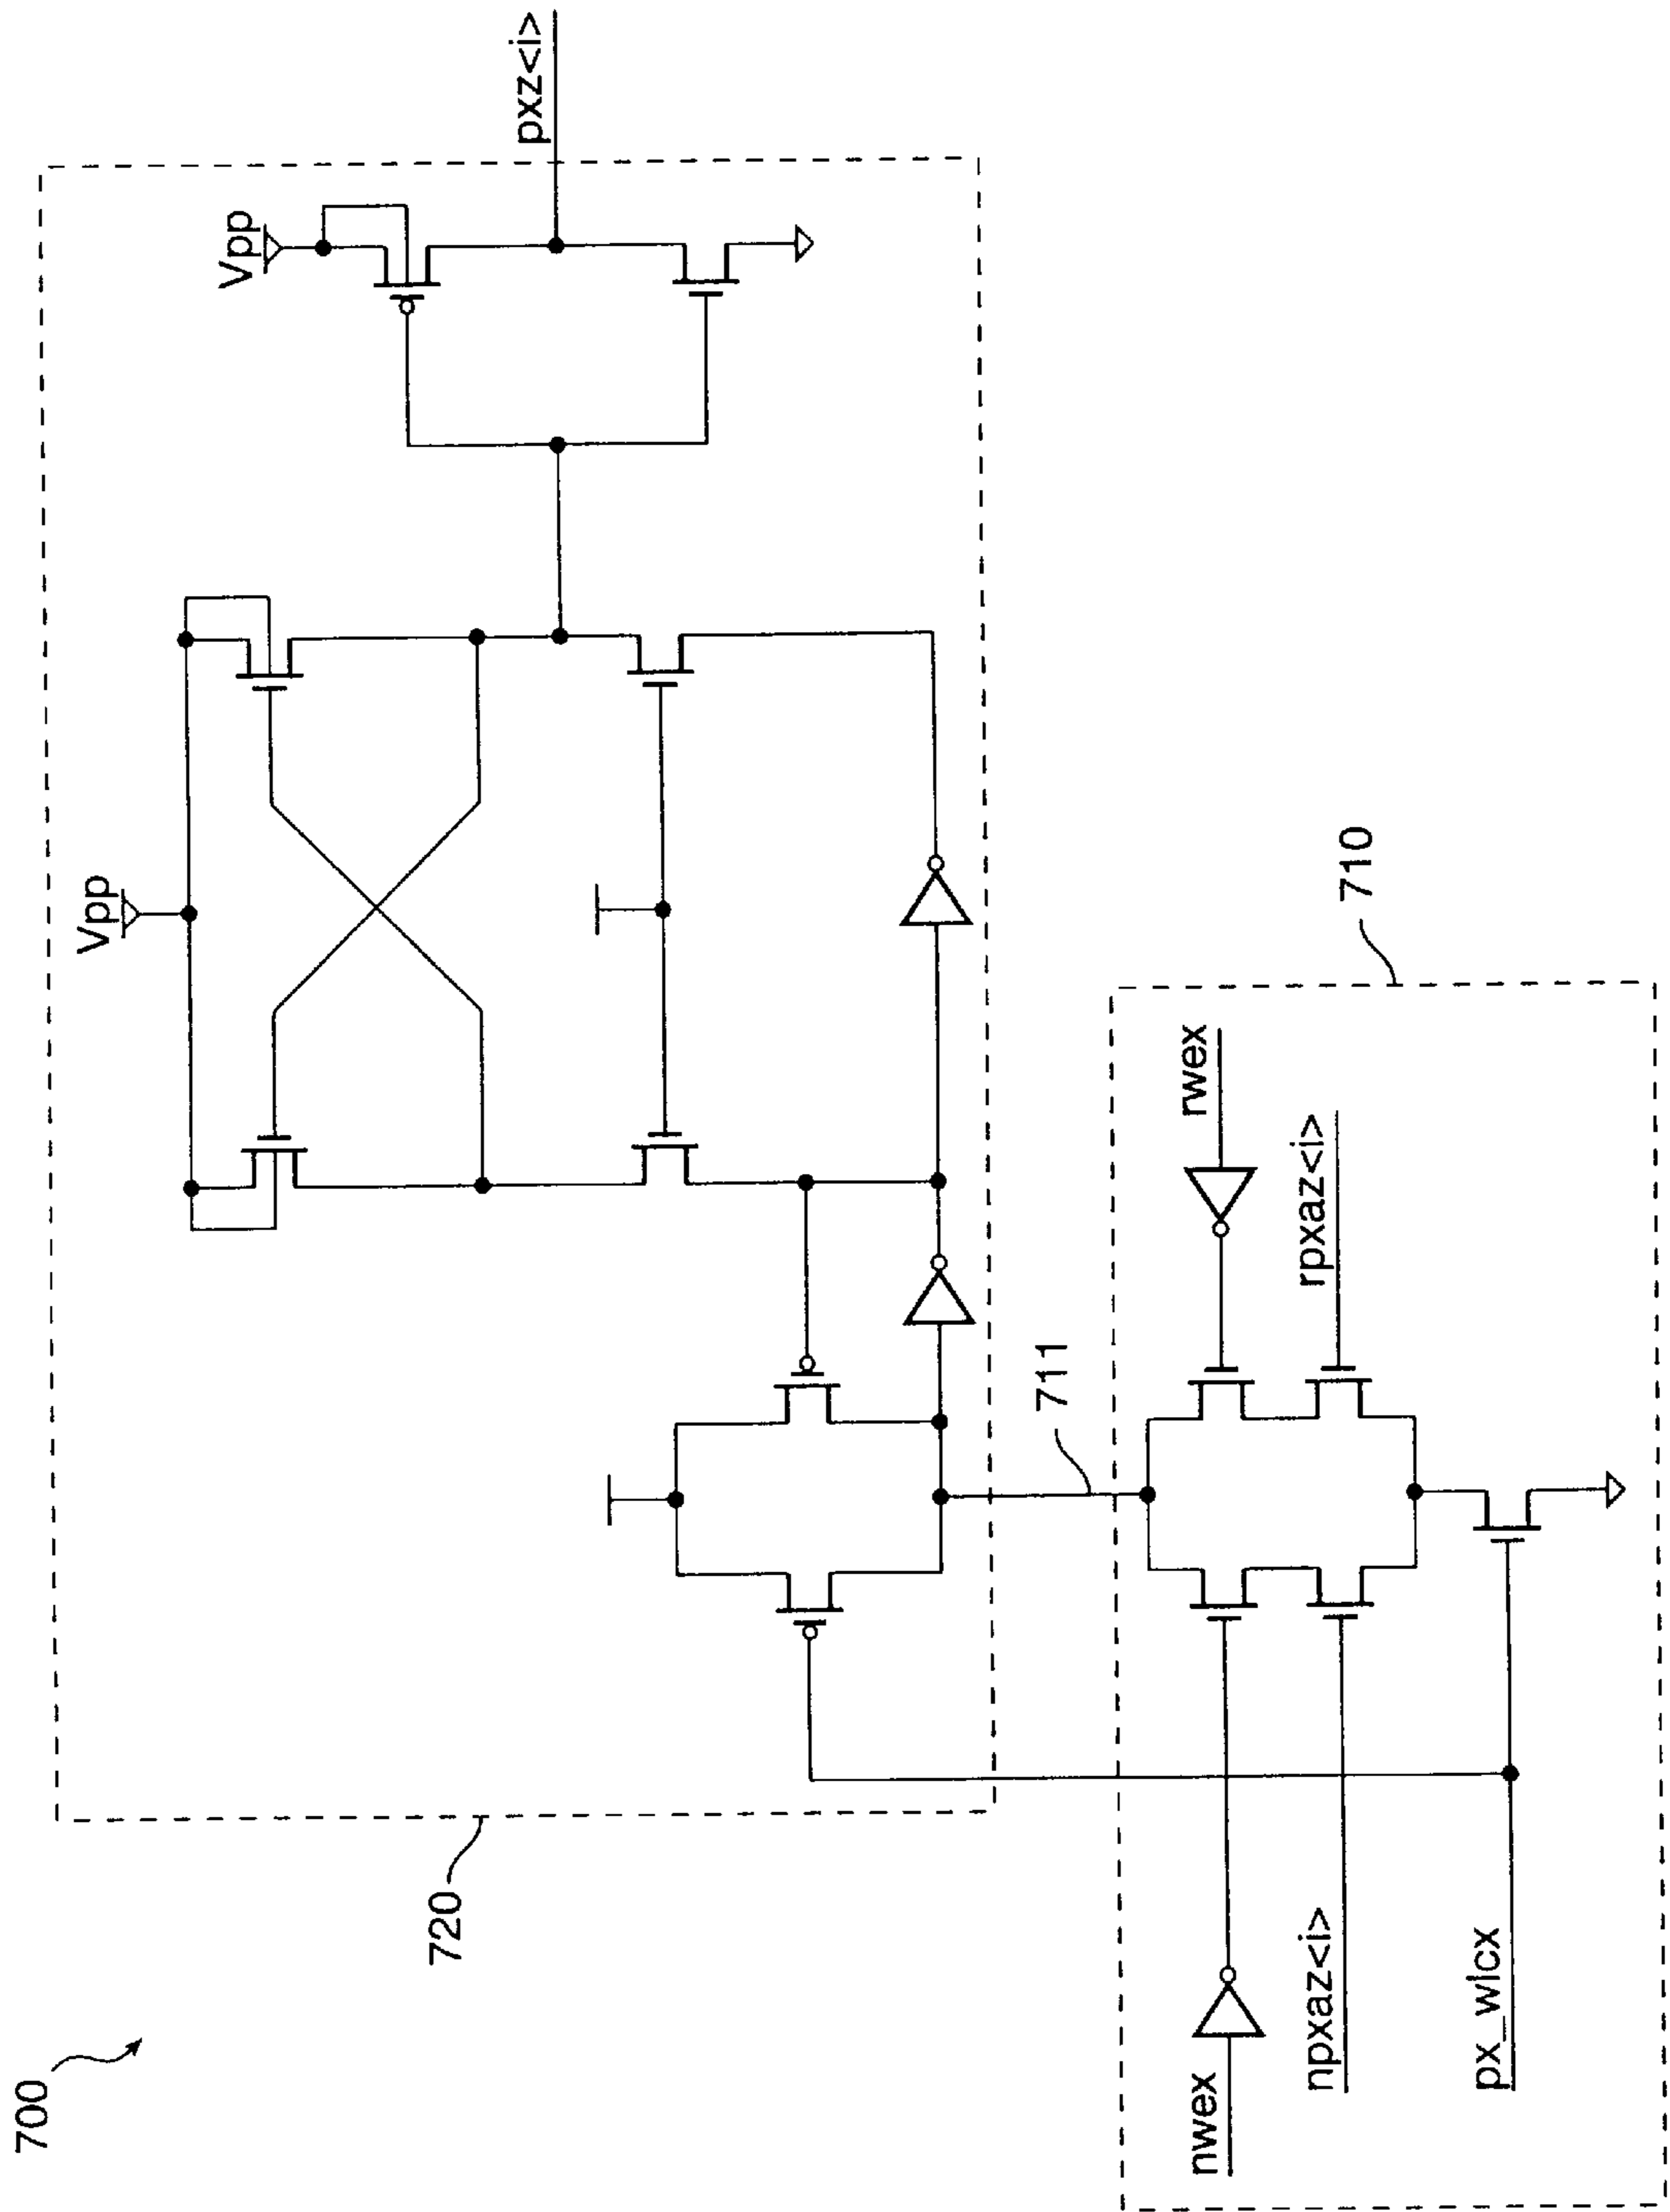 700
720
Vpp
Vpp
pxz<i>
711
710
nwex
npxaz<i>
px_wlcx
rwex
rpxaz<i>